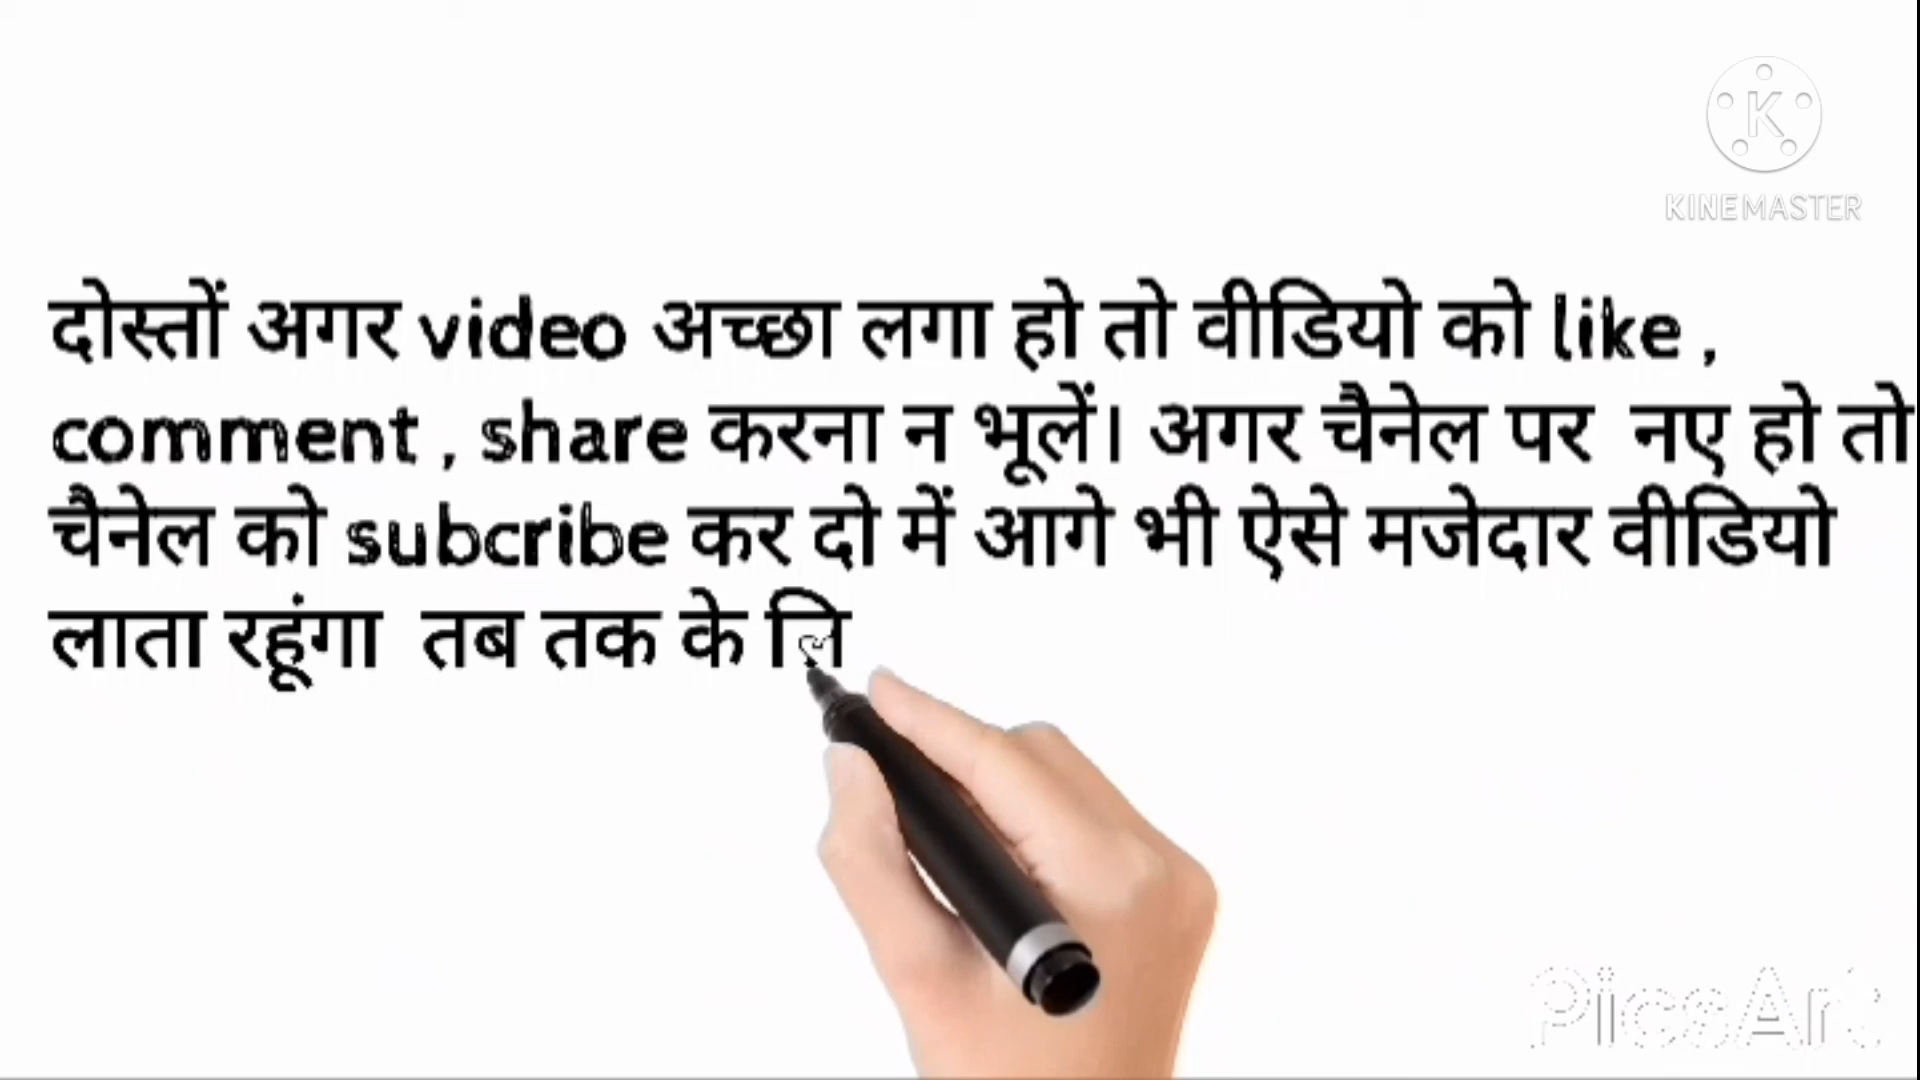 KINEMASTER
दोस्तों अगर video अच्छा लगा हो तो वीडियो को like ,
comment , share करना न भूलें। अगर चैनेल पर नए हो तो
चैनेल को subcribe कर दो में आगे भी ऐसे मजेदार वीडियो
लाता रहूंगा तब तक के लि
PicsArt